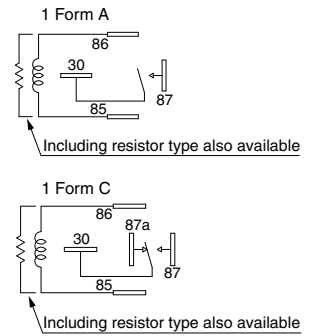 1 Form A
86
30
87
85
Including resistor type also available
1 Form C
86
87a
30
87
85
Including resistor type also available